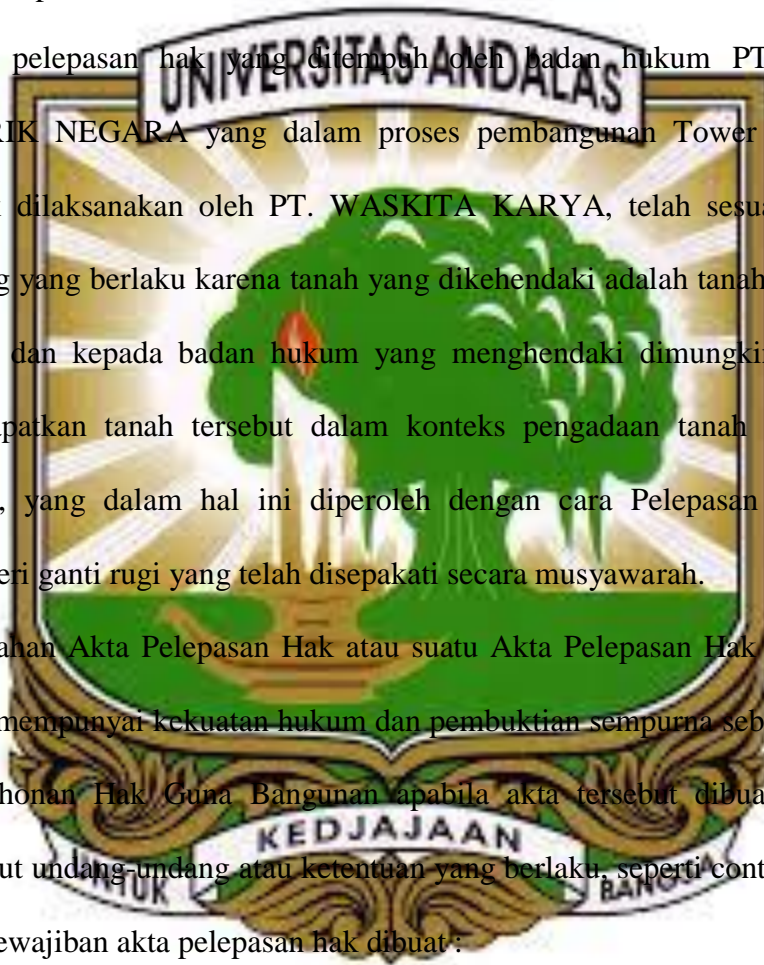 pelepasan hak yang ditempuh oleh badan hukum PT
UNIVERSITAS ANDALAS
RIK NEGARA yang dalam proses pembangunan Tower
dilaksanakan oleh PT. WASKITA KARYA, telah sesua
g yang berlaku karena tanah yang dikehendaki adalah tanah
dan kepada badan hukum yang menghendaki dimungkin
apatkan tanah tersebut dalam konteks pengadaan tanah
, yang dalam hal ini diperoleh dengan cara Pelepasan
eri ganti rugi yang telah disepakati secara musyawarah.
ahan Akta Pelepasan Hak atau suatu Akta Pelepasan Hak
mempunyai kekuatan hukum dan pembuktian sempurna seb
honan Hak Guna Bangunan apabila akta tersebut dibua
KEDJAJAAN
ut undang-undang atau ketentuan yang berlaku, seperti cont
UNTUK BANGSA
ewajiban akta pelepasan hak dibuat :